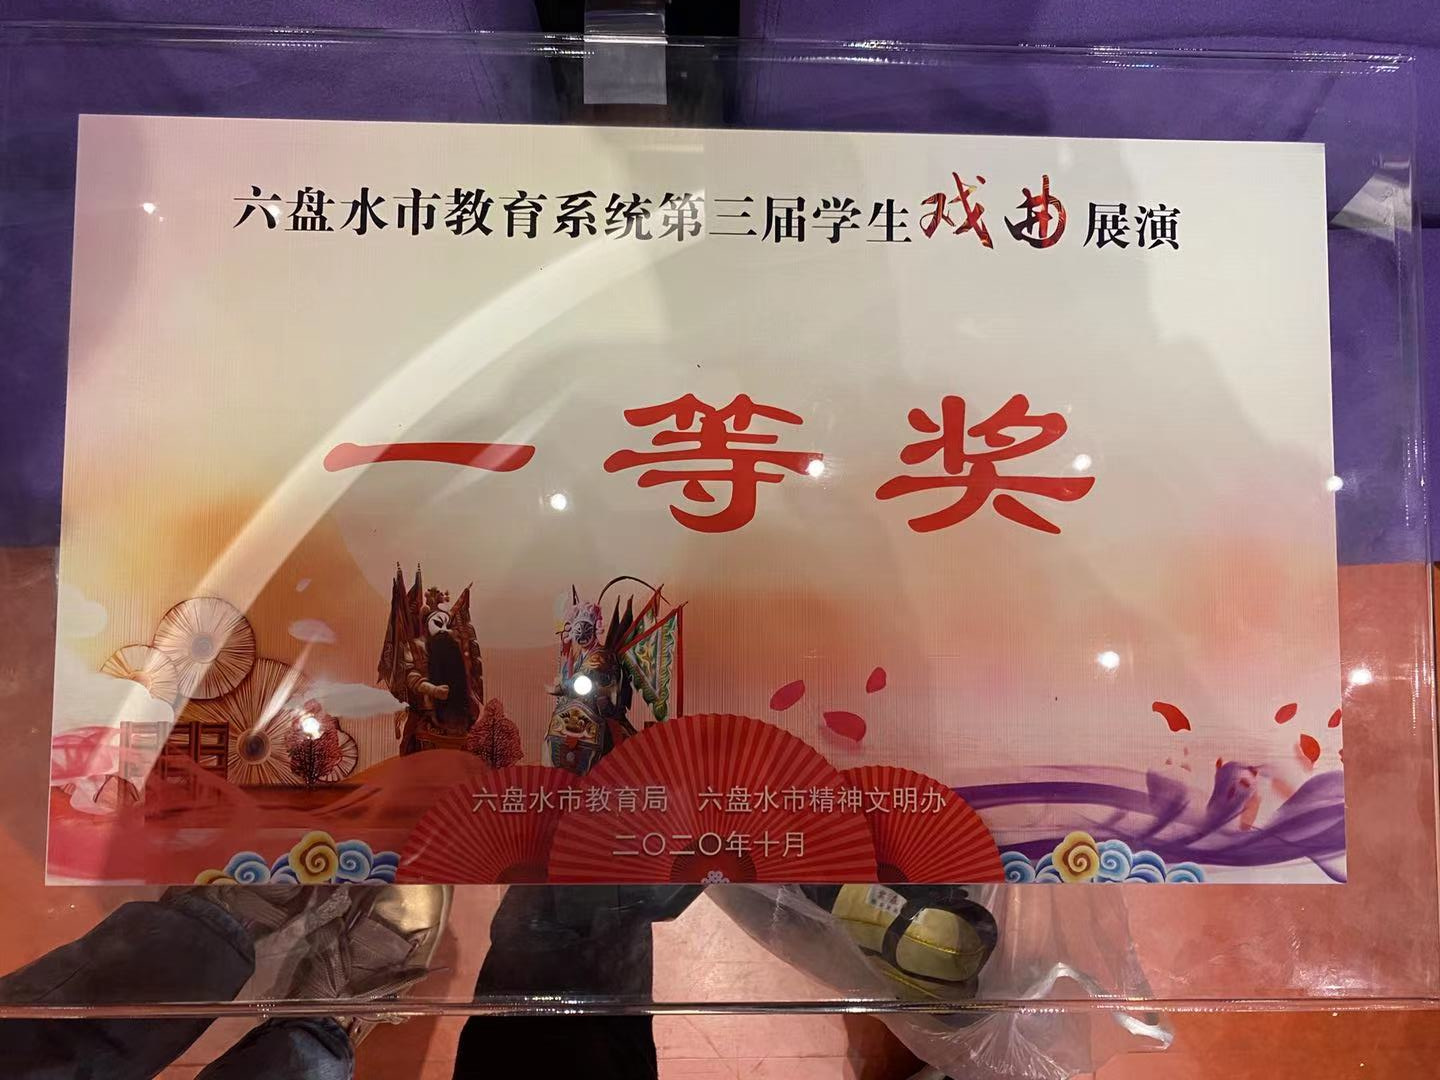 六盘水市教育系统第三届学生戏曲展演
一等奖
六盘水市教育局　六盘水市精神文明办
二〇二〇年十月